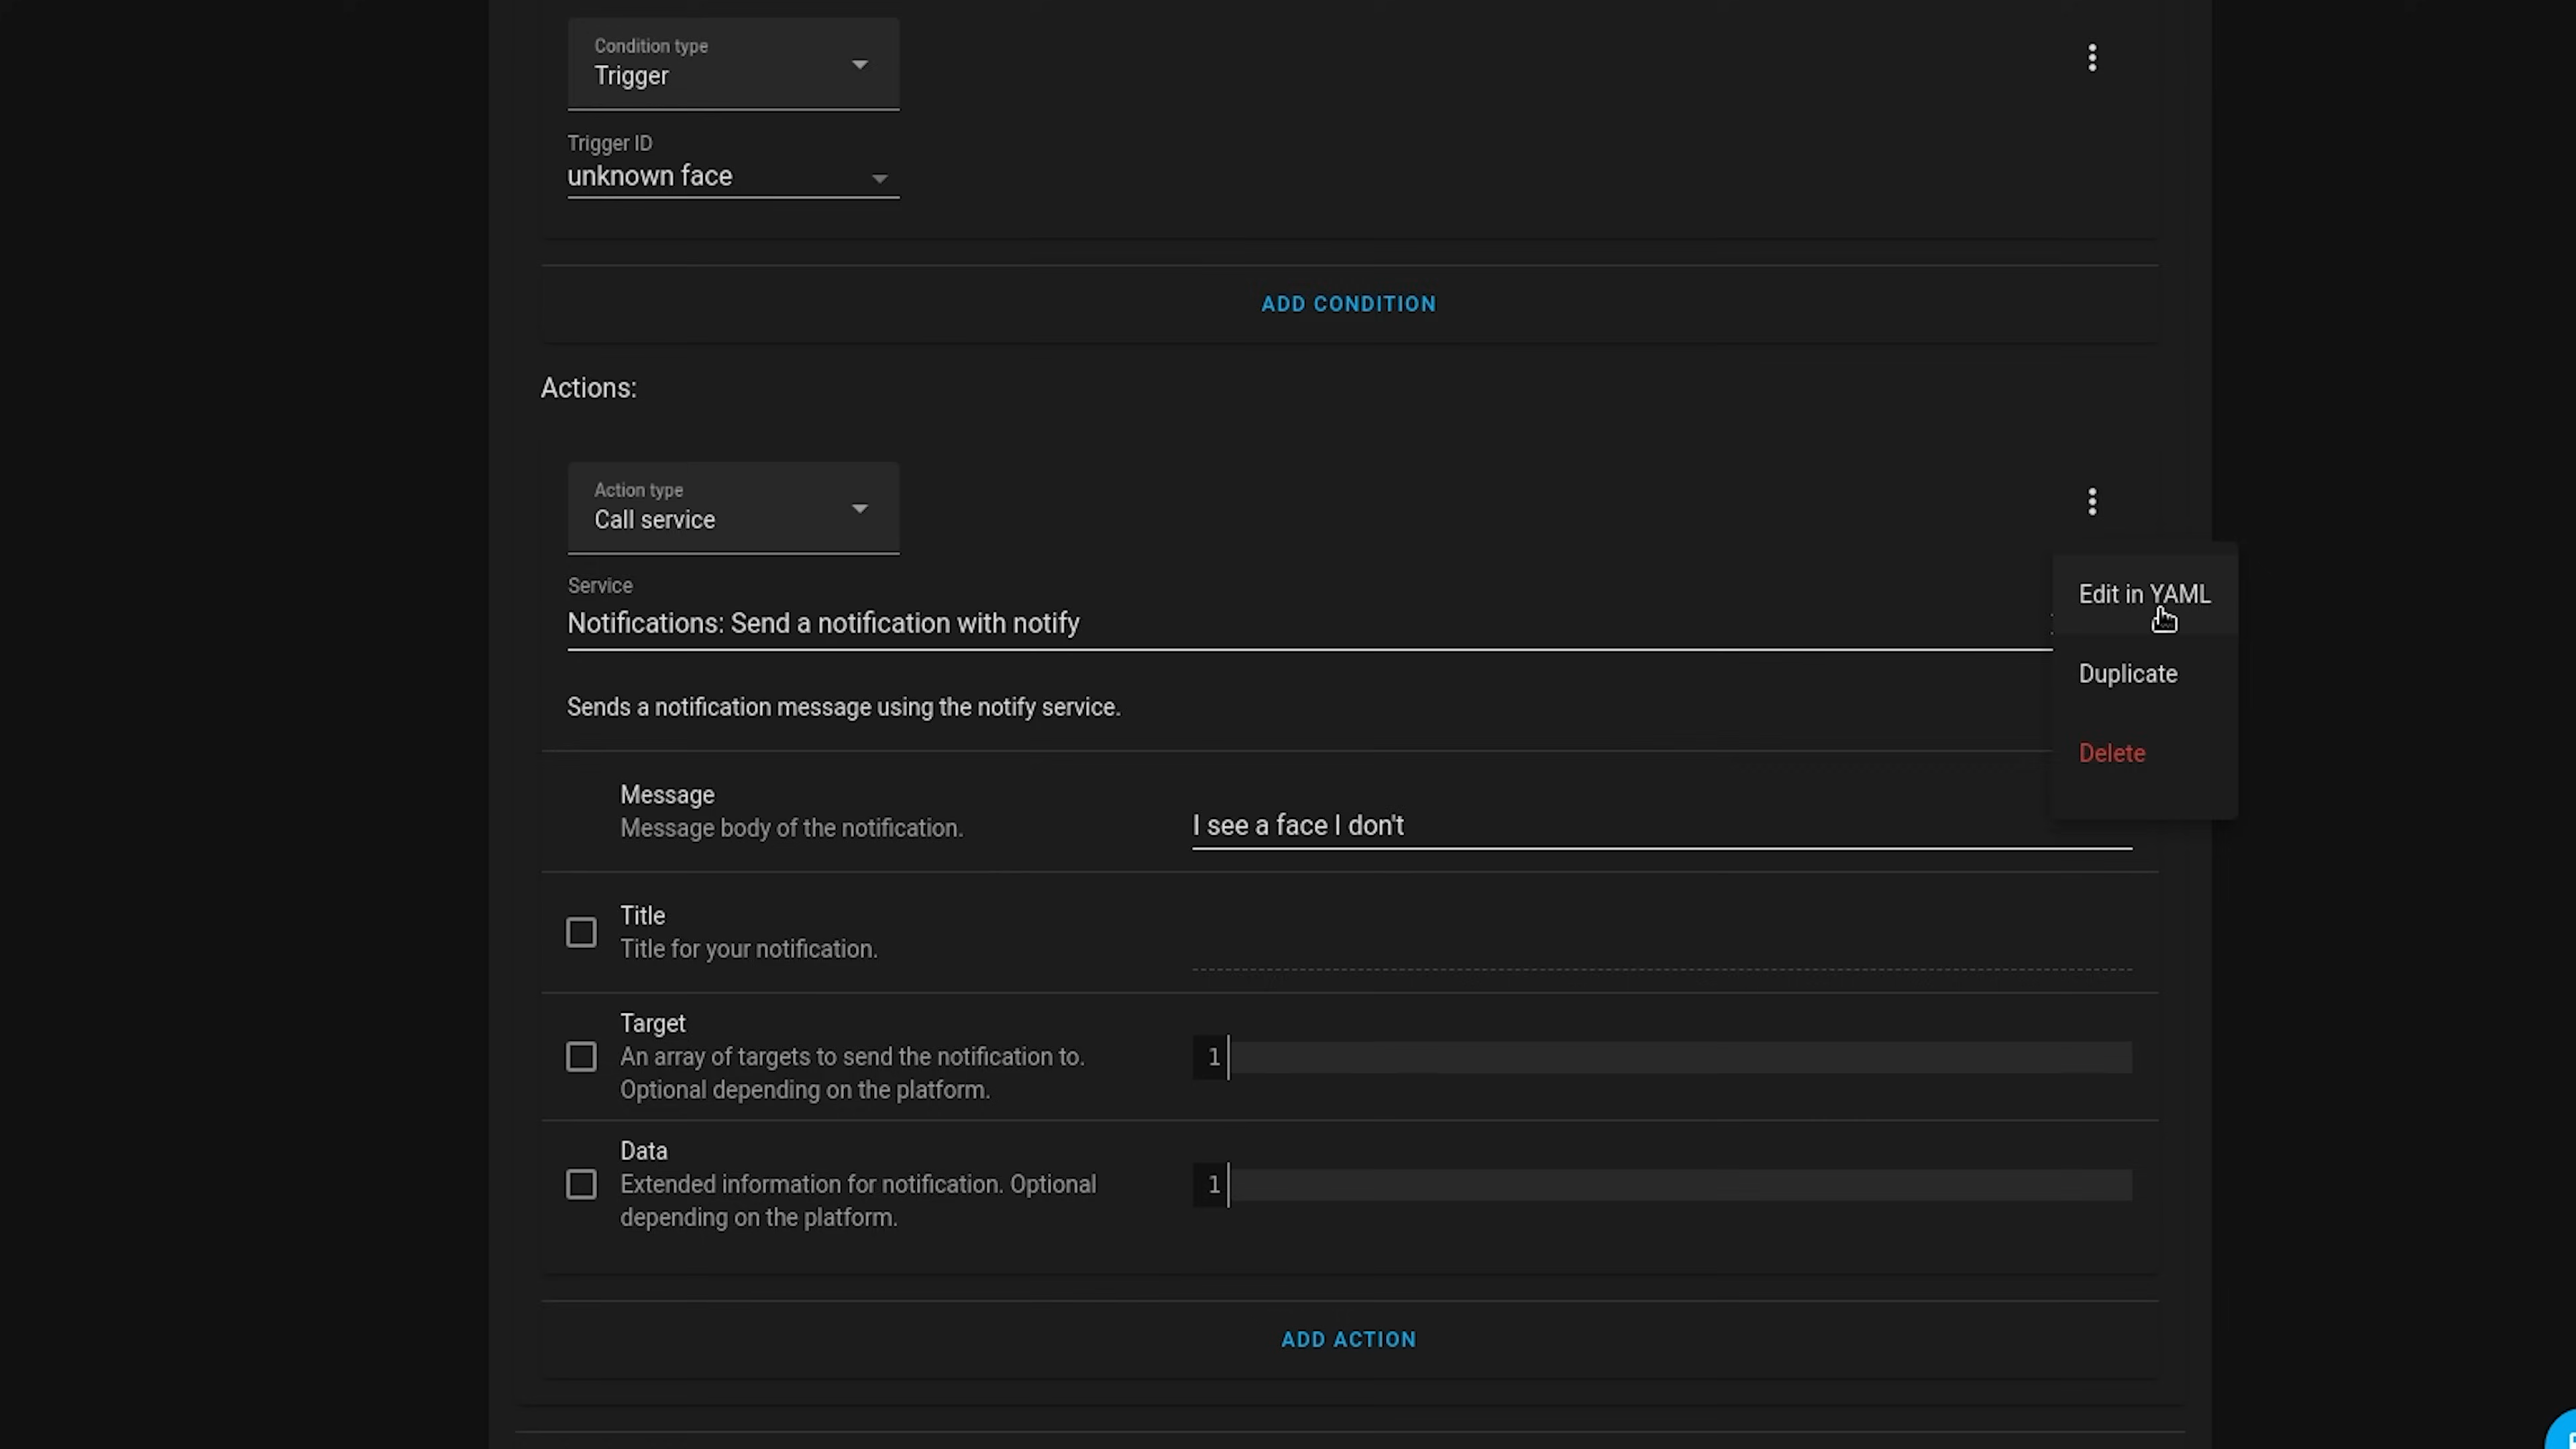 Condition type
Trigger
Trigger ID
unknown face
ADD CONDITION
Actions:
Action type
Call service
Edit in YAML
Service
Notifications: Send a notification with notify
Duplicate
Sends a notification message using the notify service.
Delete
Message
Message body of the notification.
I see a face I don't
Title
Title for your notification.
Target
An array of targets to send the notification to.
Optional depending on the platform.
1
Data
Extended information for notification. Optional
depending on the platform.
1
ADD ACTION